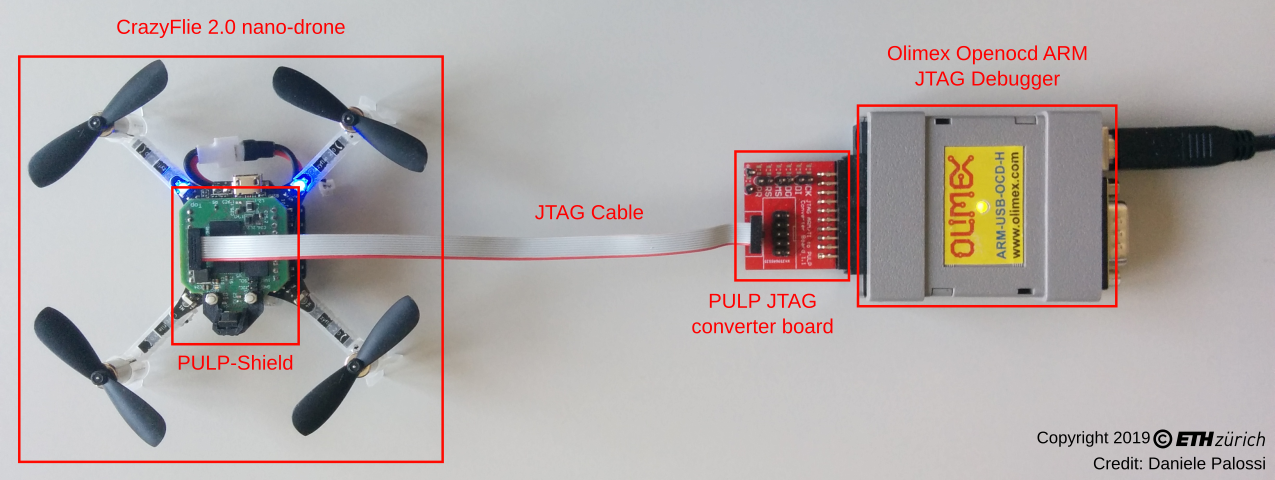 CrazyFlie 2.0 nano-drone
Olimex Openocd ARM
JTAG Debugger
JTAG Cable
OLIMEX
ARM-USB-OCD-H
www.olimex.com
PULP JTAG
converter board
PULP-Shield
Copyright 2019 © ETH zürich
Credit: Daniele Palossi